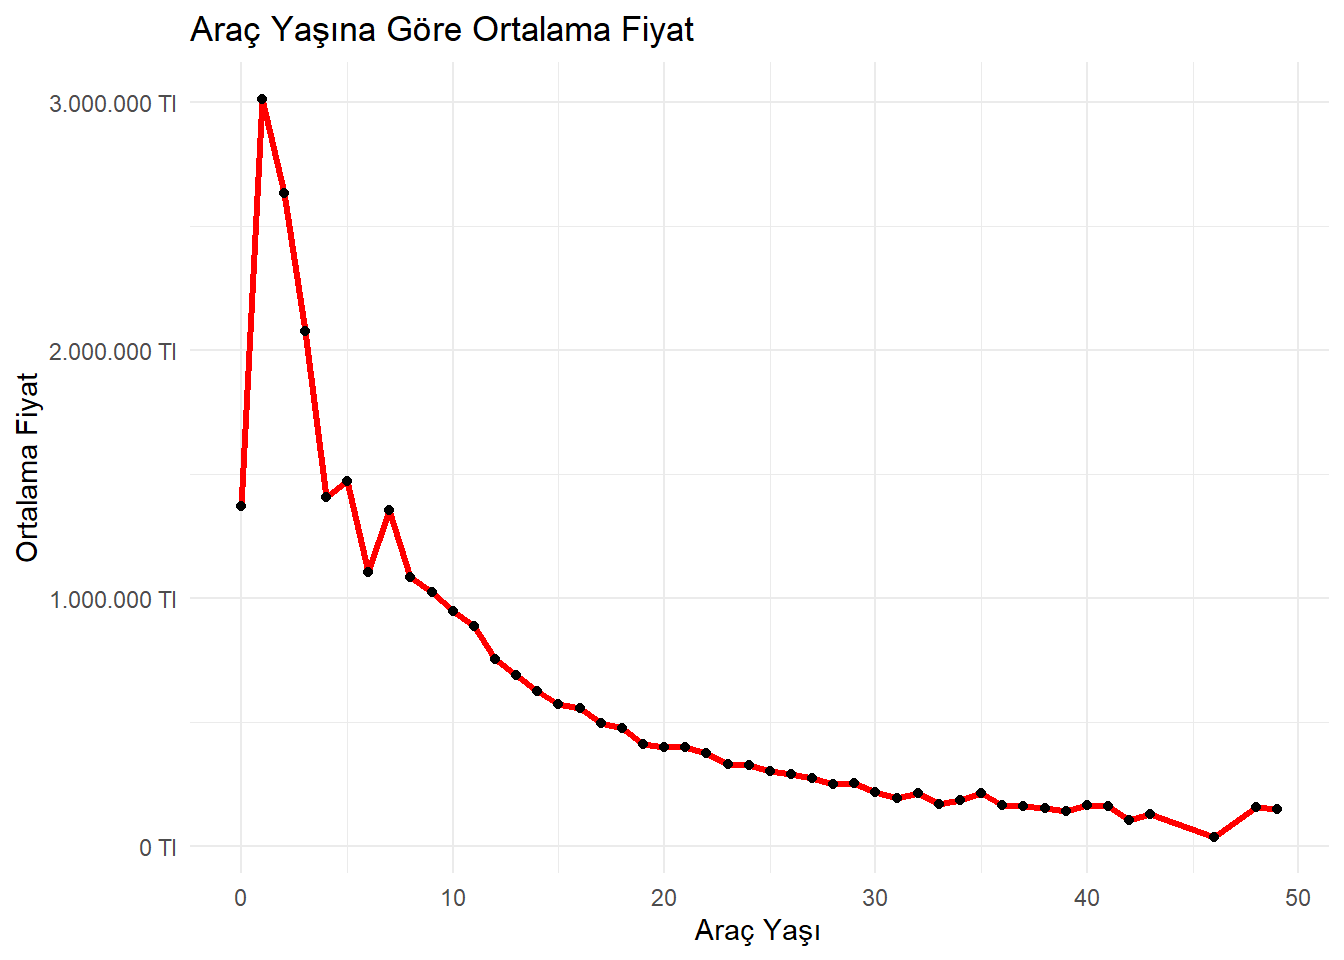 Araç Yaşına Göre Ortalama Fiyat
3.000.000 Tl
2.000.000 Tl
1.000.000 Tl
0 Tl
Ortalama Fiyat
0 10 20 30 40 50
Araç Yaşı